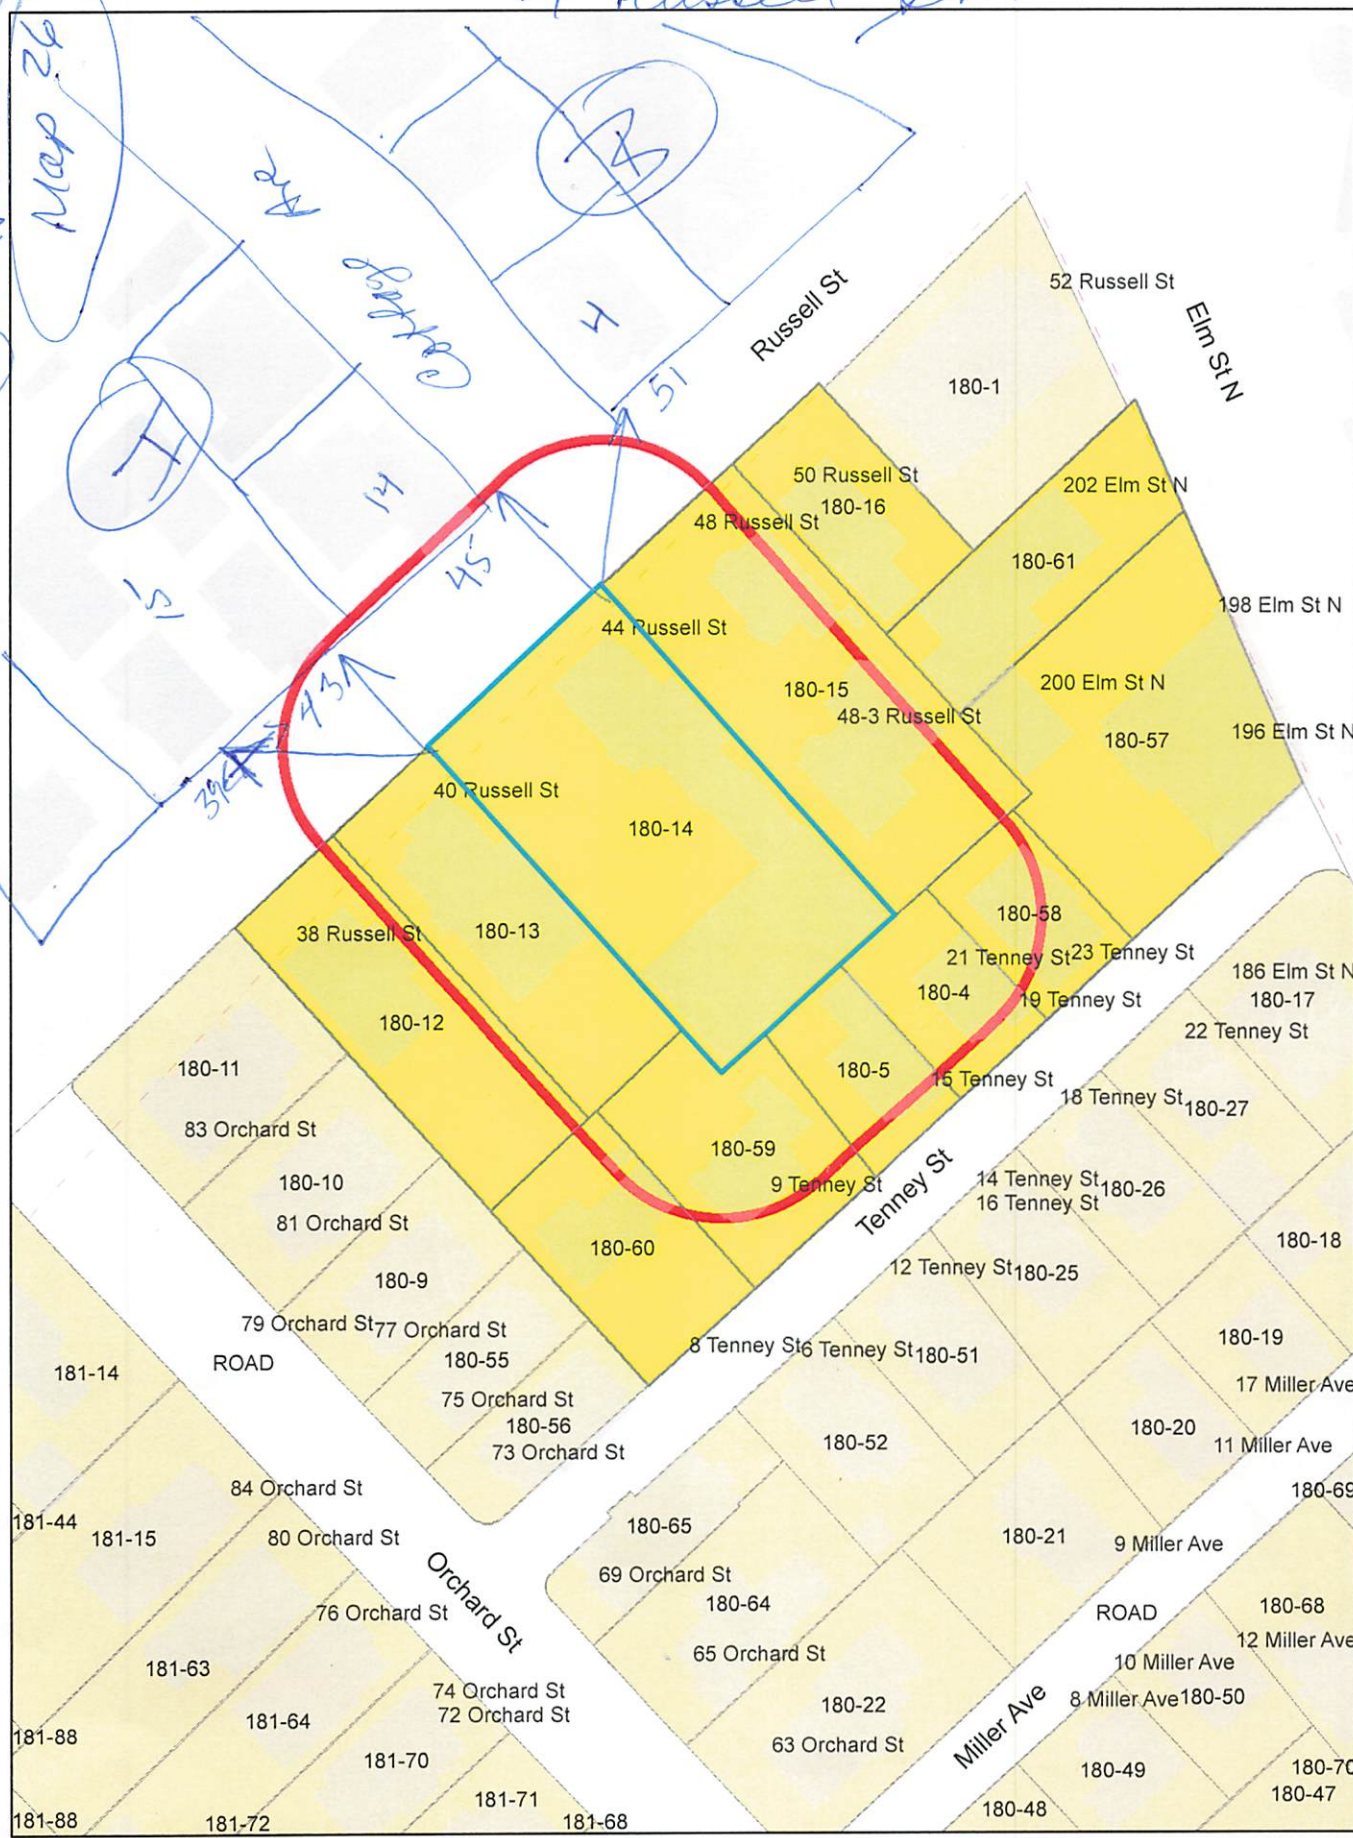 Russell St
Map 26
Ave
B
H
Russell St
52 Russell St
Elm St N
51
180-1
I
14
50 Russell St
180-16
202 Elm St N
48 Russell St
180-61
45
15
198 Elm St N
44 Russell St
200 Elm St N
180-15
48-3 Russell St
43
180-57
196 Elm St N
39
40 Russell St
180-14
180-58
38 Russell St
180-13
21 Tenney St
23 Tenney St
186 Elm St N
180-4
19 Tenney St
180-17
180-12
22 Tenney St
180-11
180-5
15 Tenney St
18 Tenney St
180-27
83 Orchard St
180-59
180-10
9 Tenney St
Tenney St
14 Tenney St
180-26
16 Tenney St
81 Orchard St
180-60
180-18
180-9
12 Tenney St
180-25
79 Orchard St
77 Orchard St
8 Tenney St
6 Tenney St
180-51
180-19
ROAD
180-55
181-14
17 Miller Ave
75 Orchard St
180-56
180-52
180-20
11 Miller Ave
73 Orchard St
84 Orchard St
180-69
181-44
181-15
80 Orchard St
180-65
180-21
9 Miller Ave
Orchard St
69 Orchard St
180-64
76 Orchard St
ROAD
180-68
65 Orchard St
12 Miller Ave
181-63
10 Miller Ave
74 Orchard St
72 Orchard St
180-22
8 Miller Ave
180-50
181-64
Miller Ave
181-88
63 Orchard St
181-70
180-49
180-70
180-47
181-71
180-48
181-88
181-72
181-68